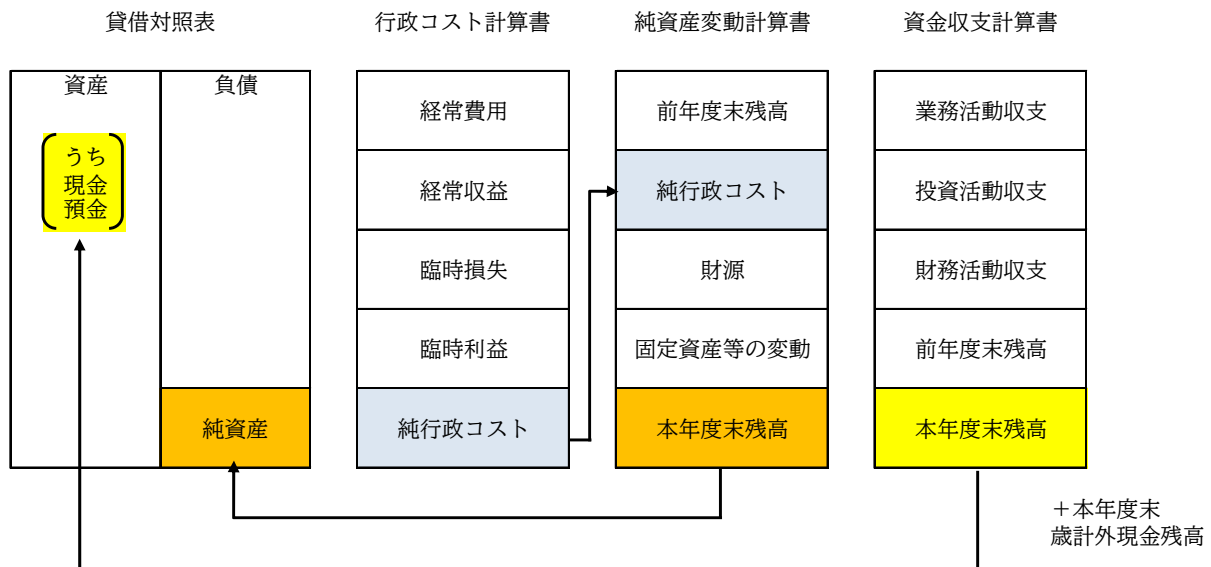 貸借対照表
行政コスト計算書
純資産変動計算書
資金収支計算書
資産
負債
うち
現金
預金
純資産
経常費用
経常収益
臨時損失
臨時利益
純行政コスト
前年度末残高
純行政コスト
財源
固定資産等の変動
本年度末残高
業務活動収支
投資活動収支
財務活動収支
前年度末残高
本年度末残高
＋本年度末
歳計外現金残高